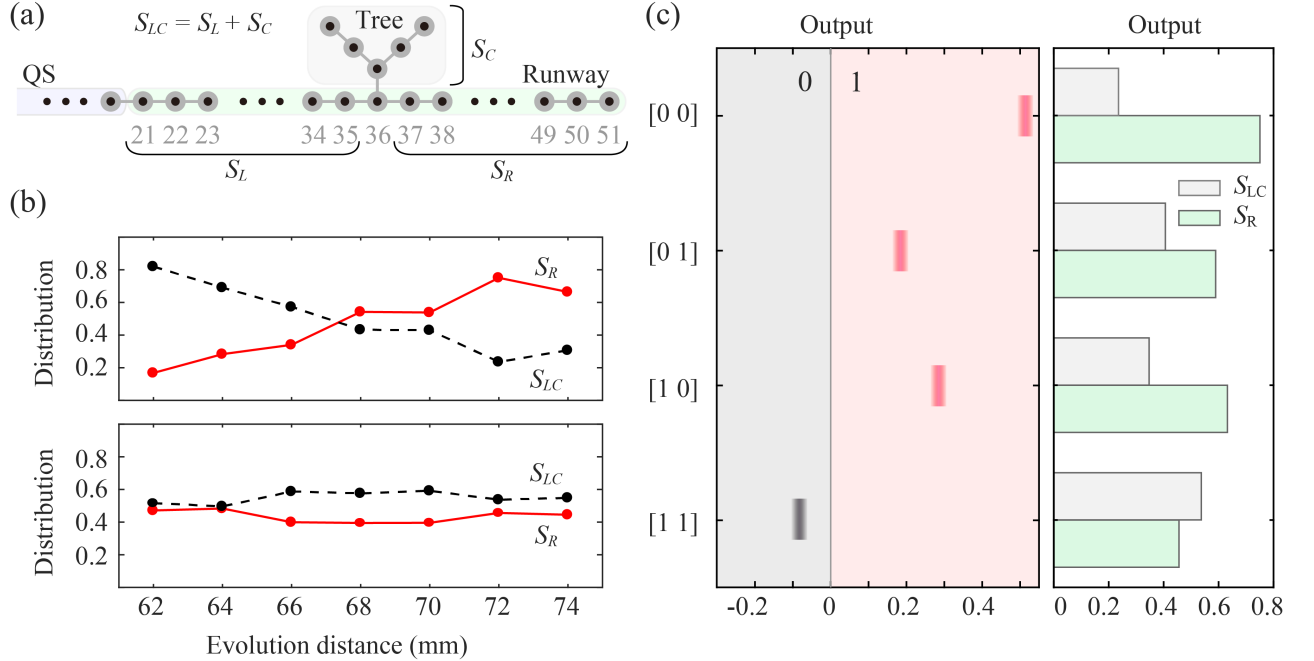 (a)
S_LC = S_L + S_C
Tree
S_C
QS
Runway
21 22 23 34 35 36 37 38 49 50 51
S_L
S_R
(b)
Distribution
0.8
0.6
0.4
0.2
S_R
S_LC
Distribution
0.8
0.6
0.4
0.2
S_LC
S_R
62 64 66 68 70 72 74
Evolution distance (mm)
(c)
Output
0 1
[0 0]
[0 1]
[1 0]
[1 1]
-0.2 0 0.2 0.4
Output
S_LC
S_R
0 0.2 0.4 0.6 0.8